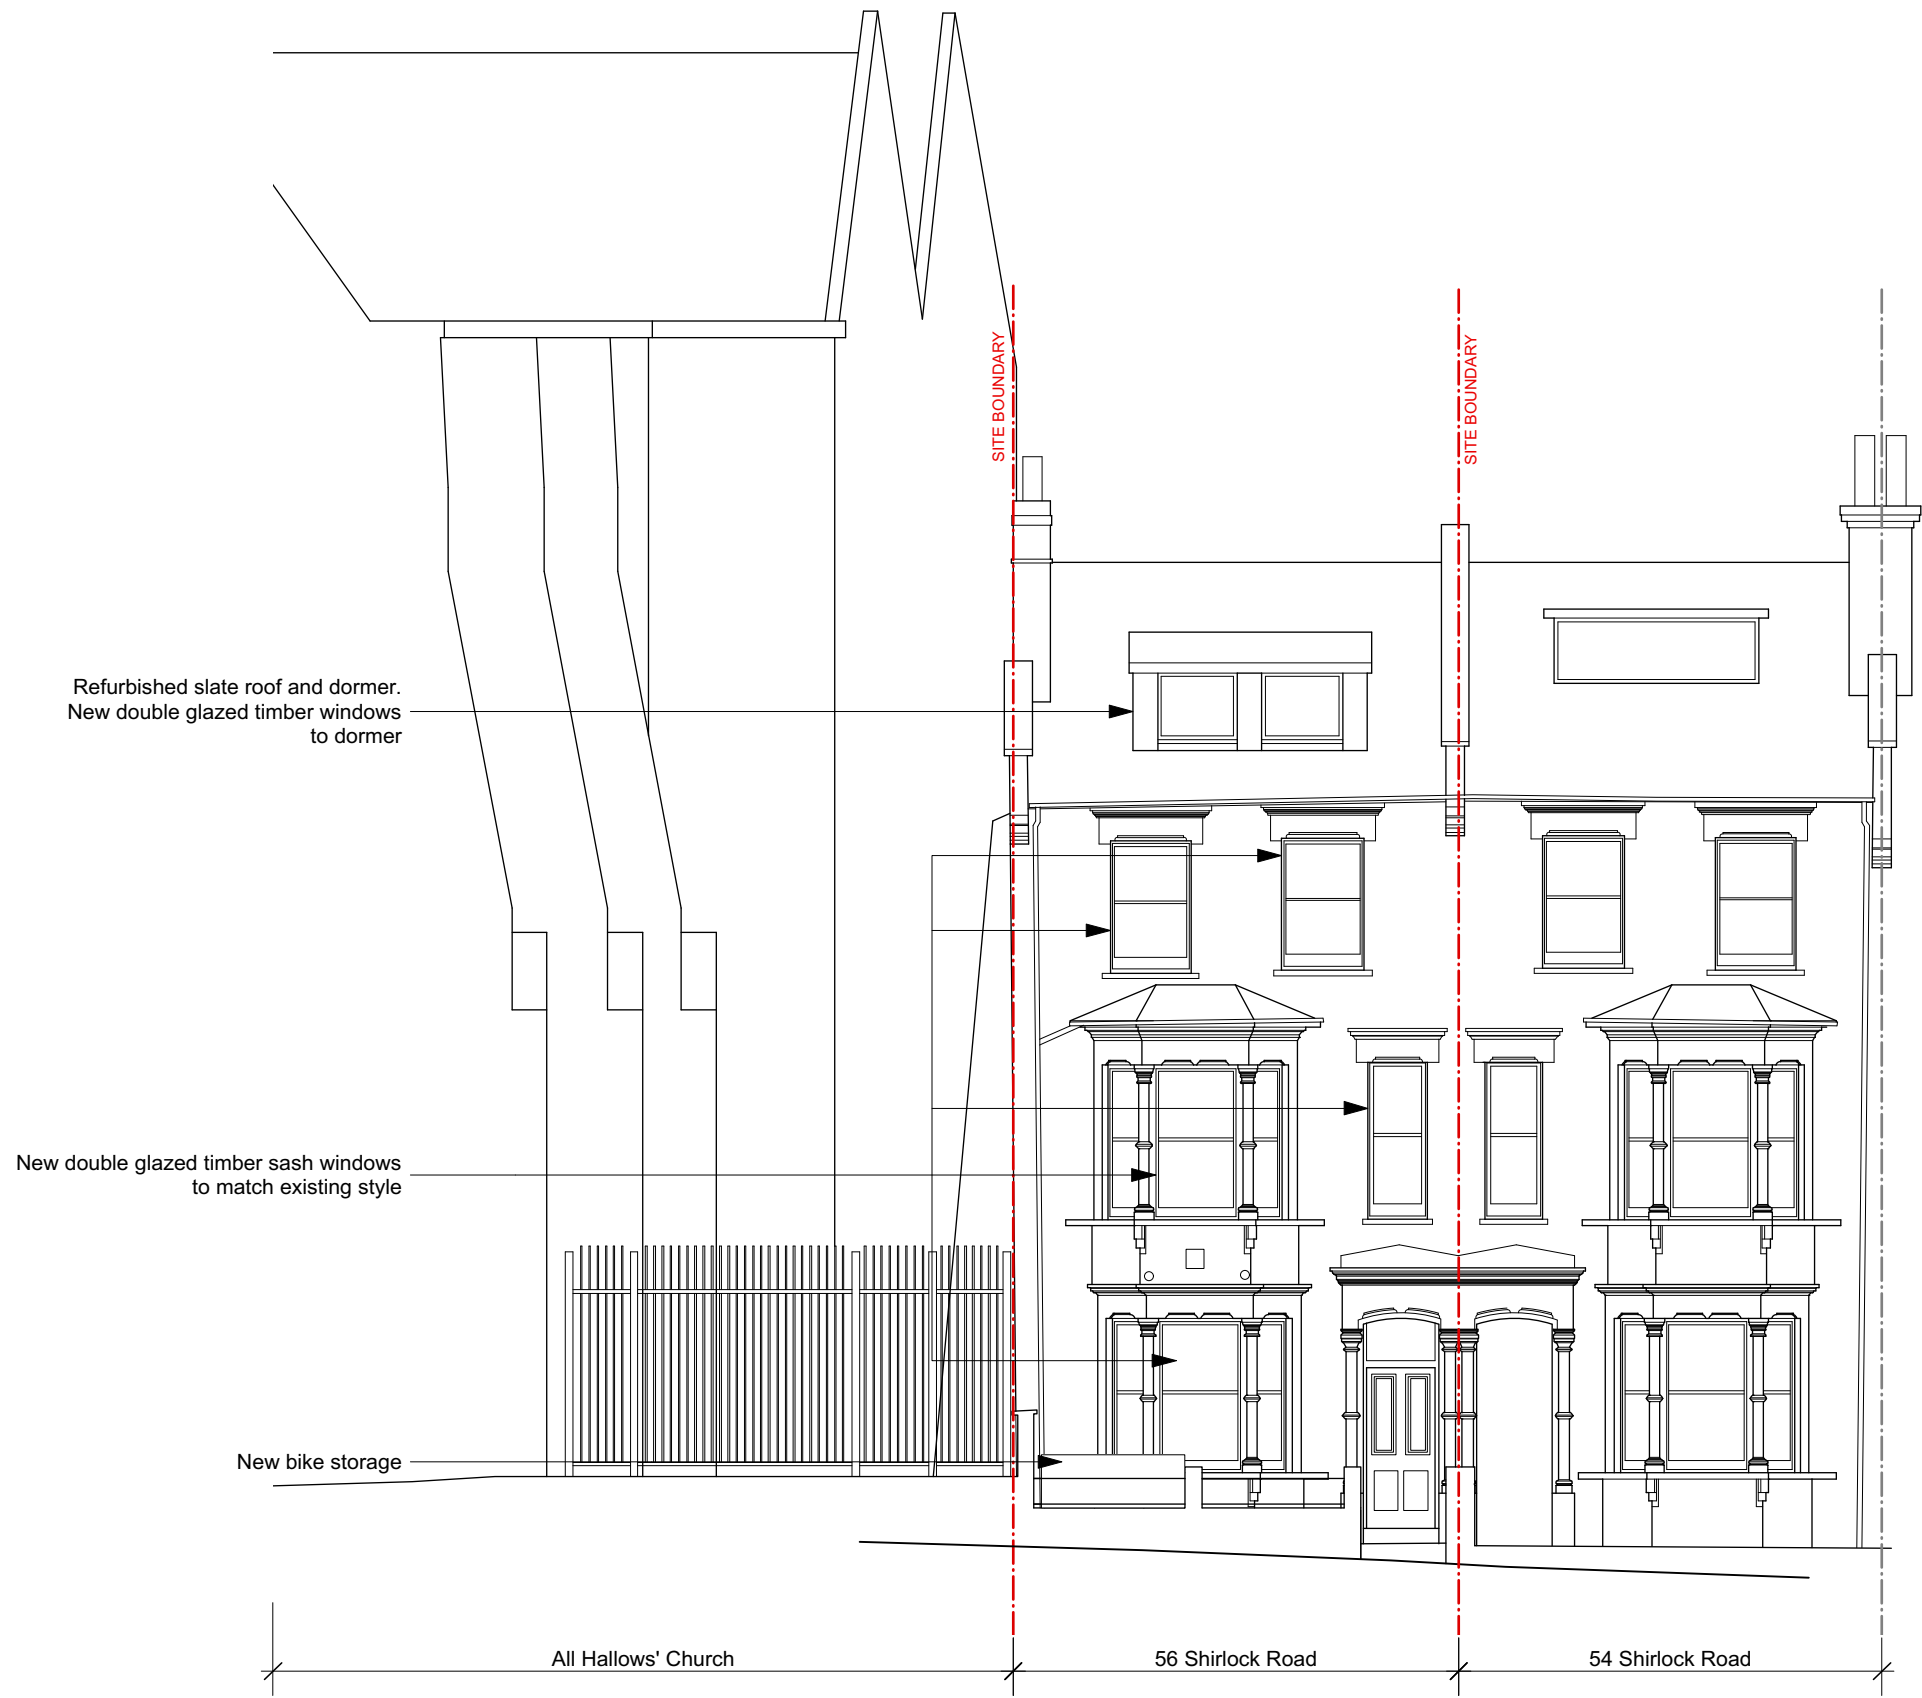 SITE BOUNDARY
SITE BOUNDARY
Refurbished slate roof and dormer.
New double glazed timber windows
to dormer
New double glazed timber sash windows
to match existing style
New bike storage
All Hallows' Church
56 Shirlock Road
54 Shirlock Road